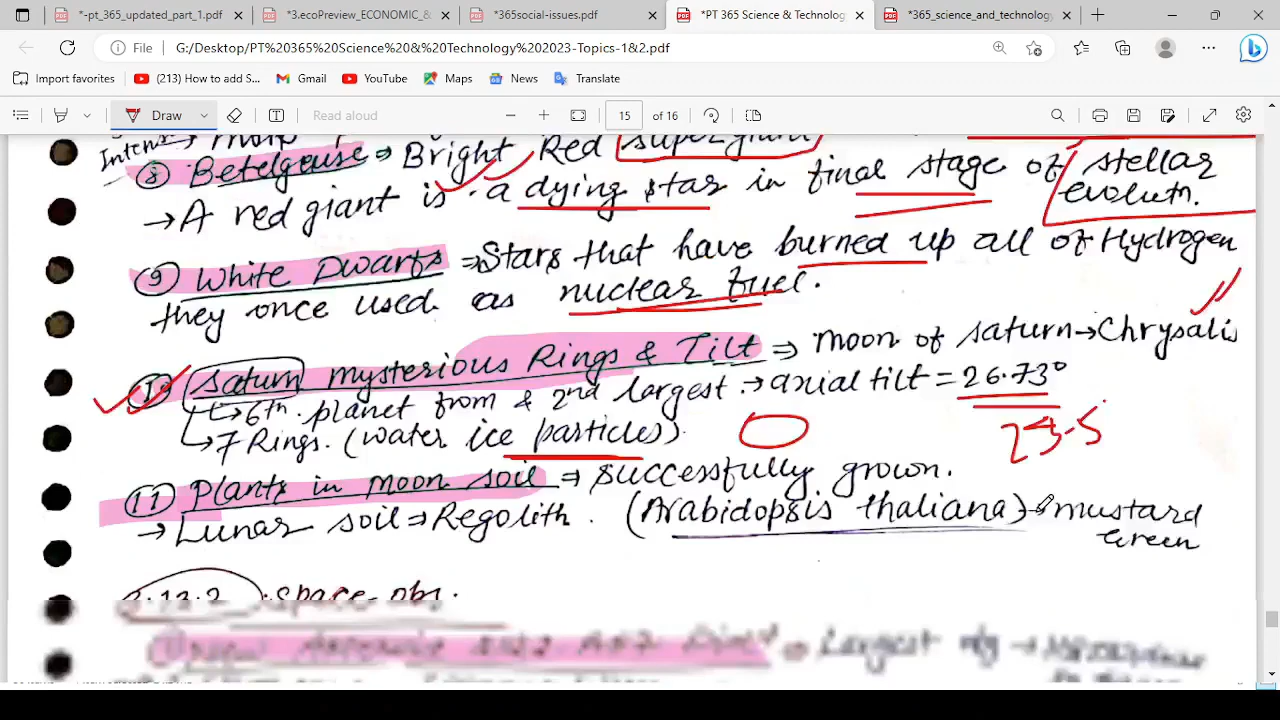 *-pt_365_updated_part_1.pdf
*3.ecoPreview_ECONOMIC_&
*365social-issues.pdf
*PT 365 Science & Technology
*365_science_and_technology
File
G:/Desktop/PT%20365%20Science%20&%20Technology%202023-Topics-1&2.pdf
Import favorites
(213) How to add S...
Gmail
YouTube
Maps
News
Translate
Draw
Read aloud
15
of 16
⑧ Betelgeuse ⇒ Bright Red supergiant
→ A red giant is a dying star in final stage of stellar
evolutn.
⑨ White Dwarfs ⇒ Stars that have burned up all of Hydrogen
they once used as nuclear fuel.
⑩ Saturn mysterious Rings & Tilt ⇒ moon of saturn → Chrysalis
↳ 6th planet from & 2nd largest → axial tilt = 26.73°
↳ 7 Rings. (water ice particles).
23.5
⑪ Plants in moon soil ⇒ successfully grown.
→ Lunar soil ⇒ Regolith. (Arabidopsis thaliana) → mustard
Green
space obs.